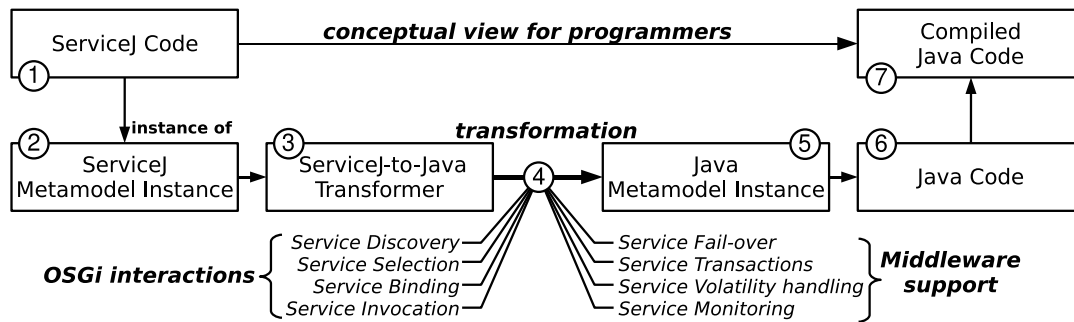 ServiceJ Code
1
conceptual view for programmers
Compiled
Java Code
7
instance of
2
ServiceJ
Metamodel Instance
3
ServiceJ-to-Java
Transformer
transformation
4
Java
Metamodel Instance
5
6
Java Code
OSGi interactions
Service Discovery
Service Selection
Service Binding
Service Invocation
Service Fail-over
Service Transactions
Service Volatility handling
Service Monitoring
Middleware
support